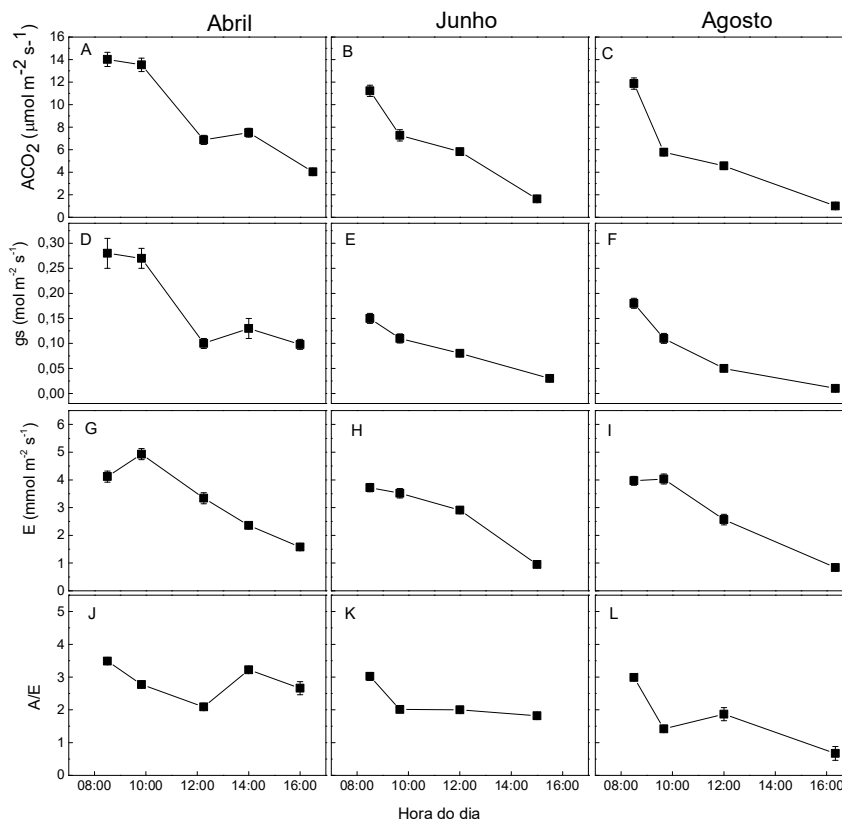 Abril Junho Agosto
A B C
ACO2 (μmol m-2 s-1)
16
14
12
10
8
6
4
2
0
D E F
gs (mol m-2 s-1)
0,30
0,25
0,20
0,15
0,10
0,05
0,00
G H I
E (mmol m-2 s-1)
6
5
4
3
2
1
0
J K L
A/E
5
4
3
2
1
0
08:00 10:00 12:00 14:00 16:00 08:00 10:00 12:00 14:00 16:00 08:00 10:00 12:00 14:00 16:00
Hora do dia